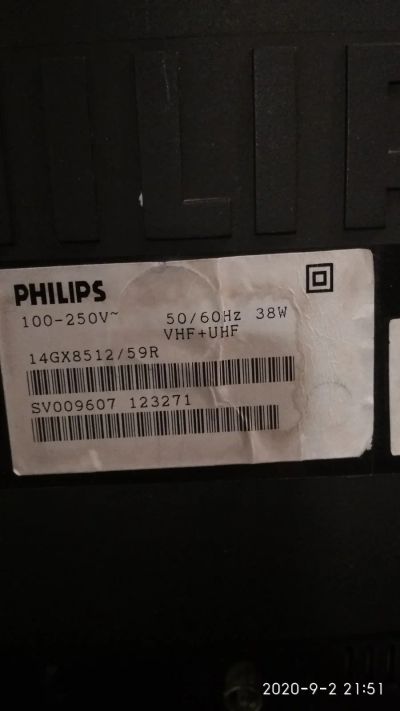 PHILIPS
100-250V~ 50/60Hz 38W
VHF+UHF
14GX8512/59R
SV009607 123271
2020-9-2 21:51